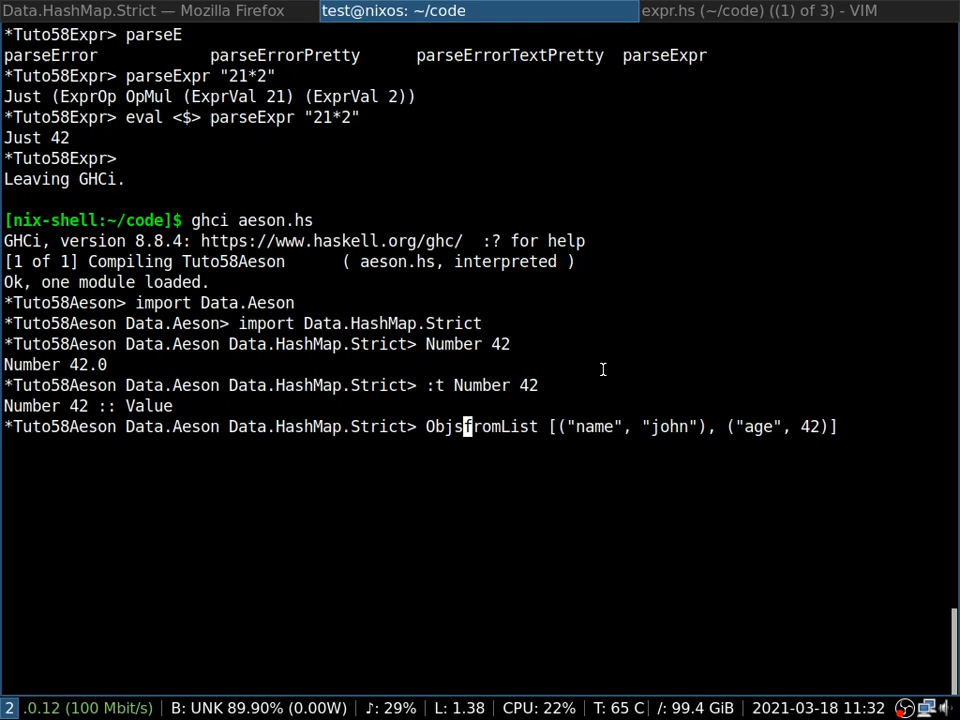 Data.HashMap.Strict — Mozilla Firefox
test@nixos: ~/code
expr.hs (~/code) ((1) of 3) - VIM
*Tuto58Expr> parseE
parseError parseErrorPretty parseErrorTextPretty parseExpr
*Tuto58Expr> parseExpr "21*2"
Just (ExprOp OpMul (ExprVal 21) (ExprVal 2))
*Tuto58Expr> eval <$> parseExpr "21*2"
Just 42
*Tuto58Expr>
Leaving GHCi.
[nix-shell:~/code]$ ghci aeson.hs
GHCi, version 8.8.4: https://www.haskell.org/ghc/  :? for help
[1 of 1] Compiling Tuto58Aeson      ( aeson.hs, interpreted )
Ok, one module loaded.
*Tuto58Aeson> import Data.Aeson
*Tuto58Aeson Data.Aeson> import Data.HashMap.Strict
*Tuto58Aeson Data.Aeson Data.HashMap.Strict> Number 42
Number 42.0
*Tuto58Aeson Data.Aeson Data.HashMap.Strict> :t Number 42
Number 42 :: Value
*Tuto58Aeson Data.Aeson Data.HashMap.Strict> ObjsfromList [("name", "john"), ("age", 42)]
2 .0.12 (100 Mbit/s) B: UNK 89.90% (0.00W) ♪: 29% L: 1.38 CPU: 22% T: 65 C /: 99.4 GiB 2021-03-18 11:32